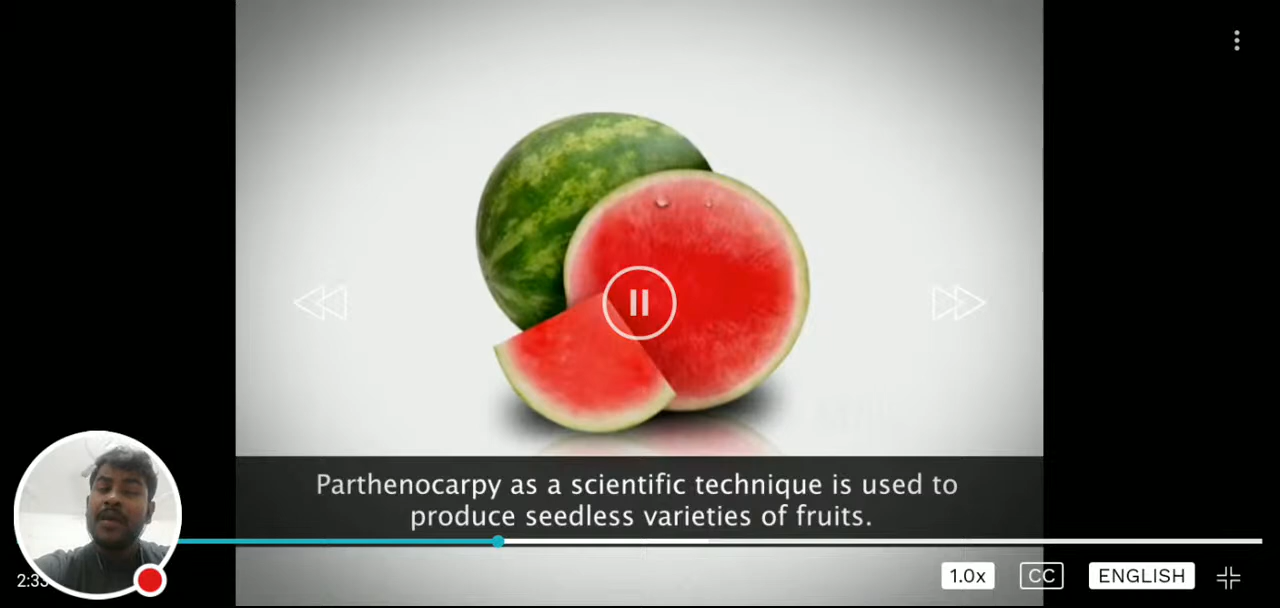 Parthenocarpy as a scientific technique is used to
produce seedless varieties of fruits.
1.0x
CC
ENGLISH